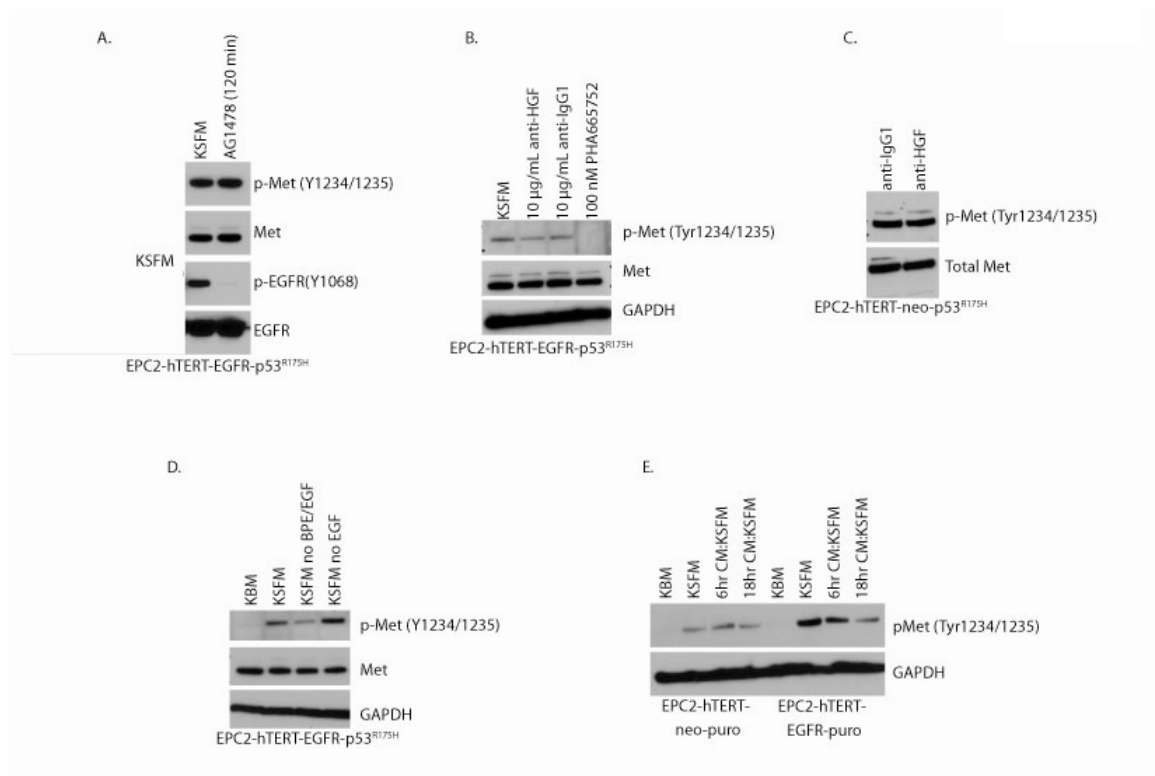 A.
KSFM
AG1478 (120 min)
p-Met (Y1234/1235)
Met
KSFM
p-EGFR(Y1068)
EGFR
EPC2-hTERT-EGFR-p53R175H
B.
KSFM
10 µg/mL anti-HGF
10 µg/mL anti-IgG1
100 nM PHA665752
p-Met (Tyr1234/1235)
Met
GAPDH
EPC2-hTERT-EGFR-p53R175H
C.
anti-IgG1
anti-HGF
p-Met (Tyr1234/1235)
Total Met
EPC2-hTERT-neo-p53R175H
D.
KBM
KSFM
KSFM no BPE/EGF
KSFM no EGF
p-Met (Y1234/1235)
Met
GAPDH
EPC2-hTERT-EGFR-p53R175H
E.
KBM
KSFM
6hr CM:KSFM
18hr CM:KSFM
KBM
KSFM
6hr CM:KSFM
18hr CM:KSFM
pMet (Tyr1234/1235)
GAPDH
EPC2-hTERT-
neo-puro
EPC2-hTERT-
EGFR-puro